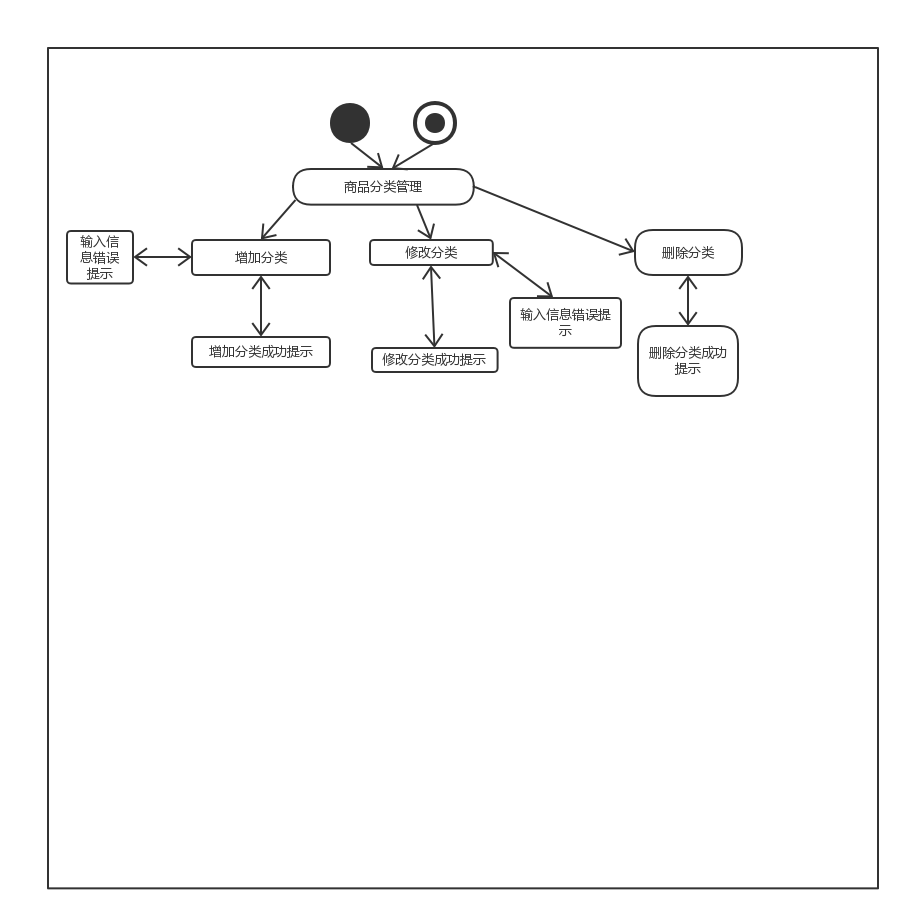 商品分类管理
输入信
息错误
提示
增加分类
修改分类
删除分类
输入信息错误提
示
增加分类成功提示
修改分类成功提示
删除分类成功
提示